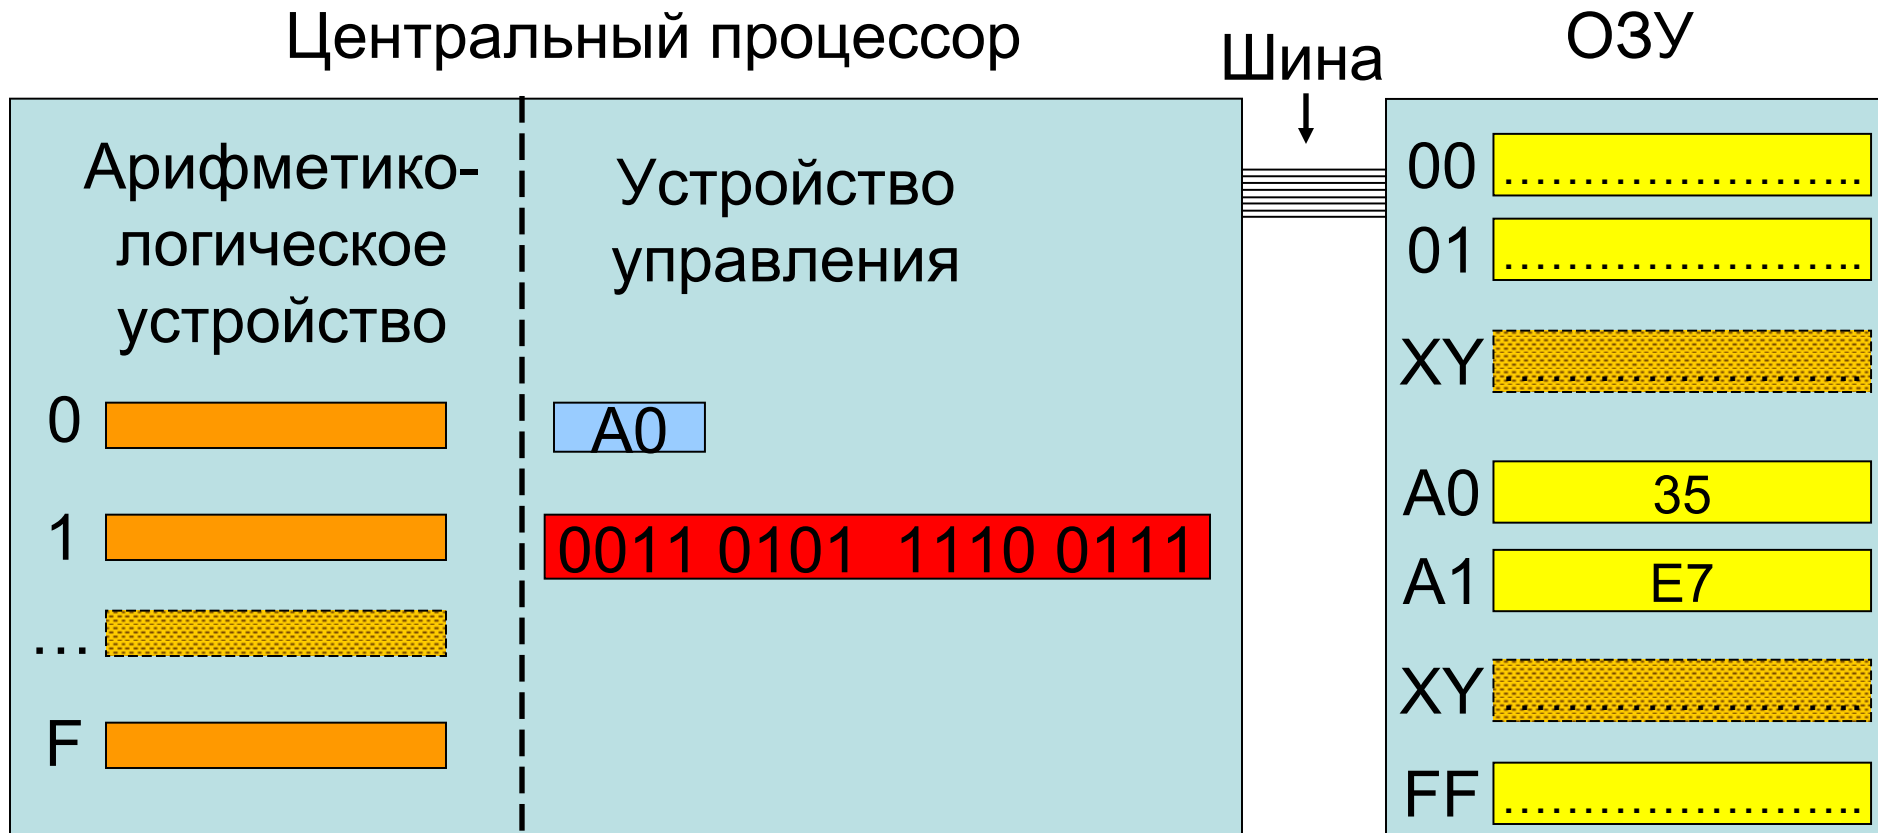 Центральный процессор
Шина
ОЗУ
Арифметико-
логическое
устройство
Устройство
управления
0
1
…
F
A0
0011 0101 1110 0111
00 ......................
01 ......................
XY ......................
A0 35
A1 E7
XY ......................
FF ......................